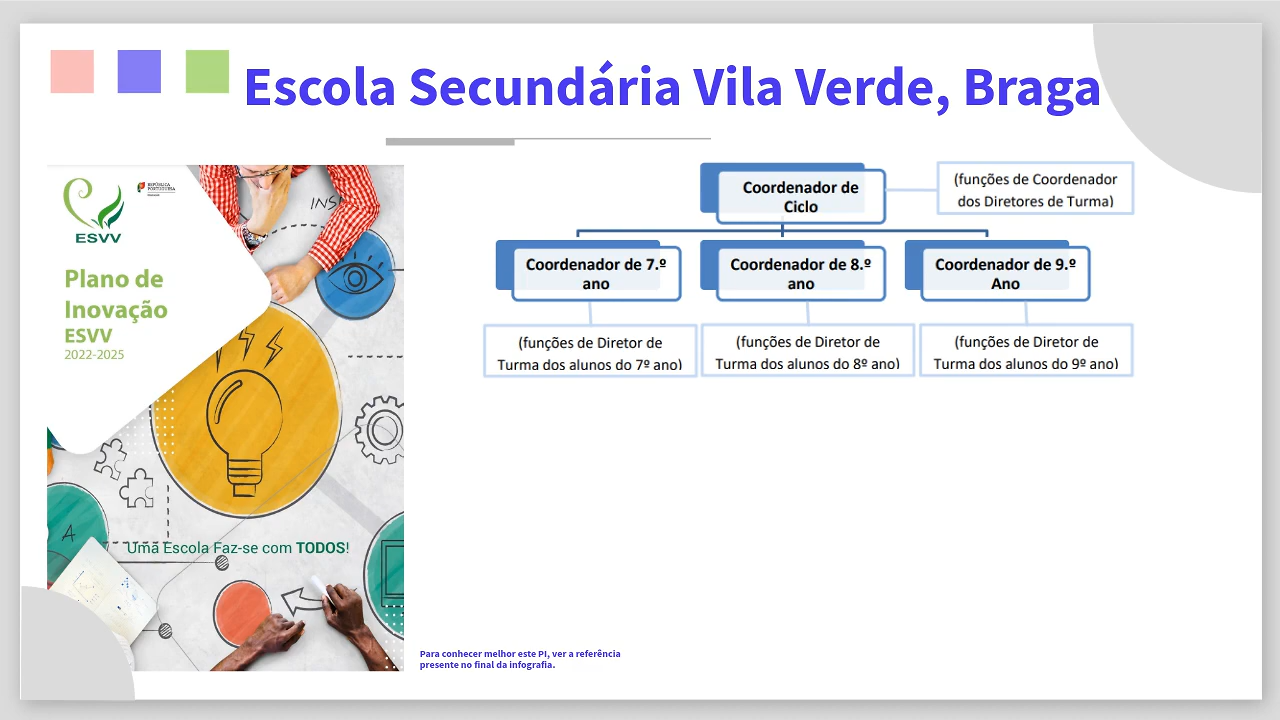 Escola Secundária Vila Verde, Braga
ESVV
REPÚBLICA
PORTUGUESA
Plano de
Inovação
ESVV
2022-2025
INS
A
Uma Escola Faz-se com TODOS!
Coordenador de
Ciclo
(funções de Coordenador
dos Diretores de Turma)
Coordenador de 7.º
ano
Coordenador de 8.º
ano
Coordenador de 9.º
Ano
(funções de Diretor de
Turma dos alunos do 7º ano)
(funções de Diretor de
Turma dos alunos do 8º ano)
(funções de Diretor de
Turma dos alunos do 9º ano)
Para conhecer melhor este PI, ver a referência
presente no final da infografia.